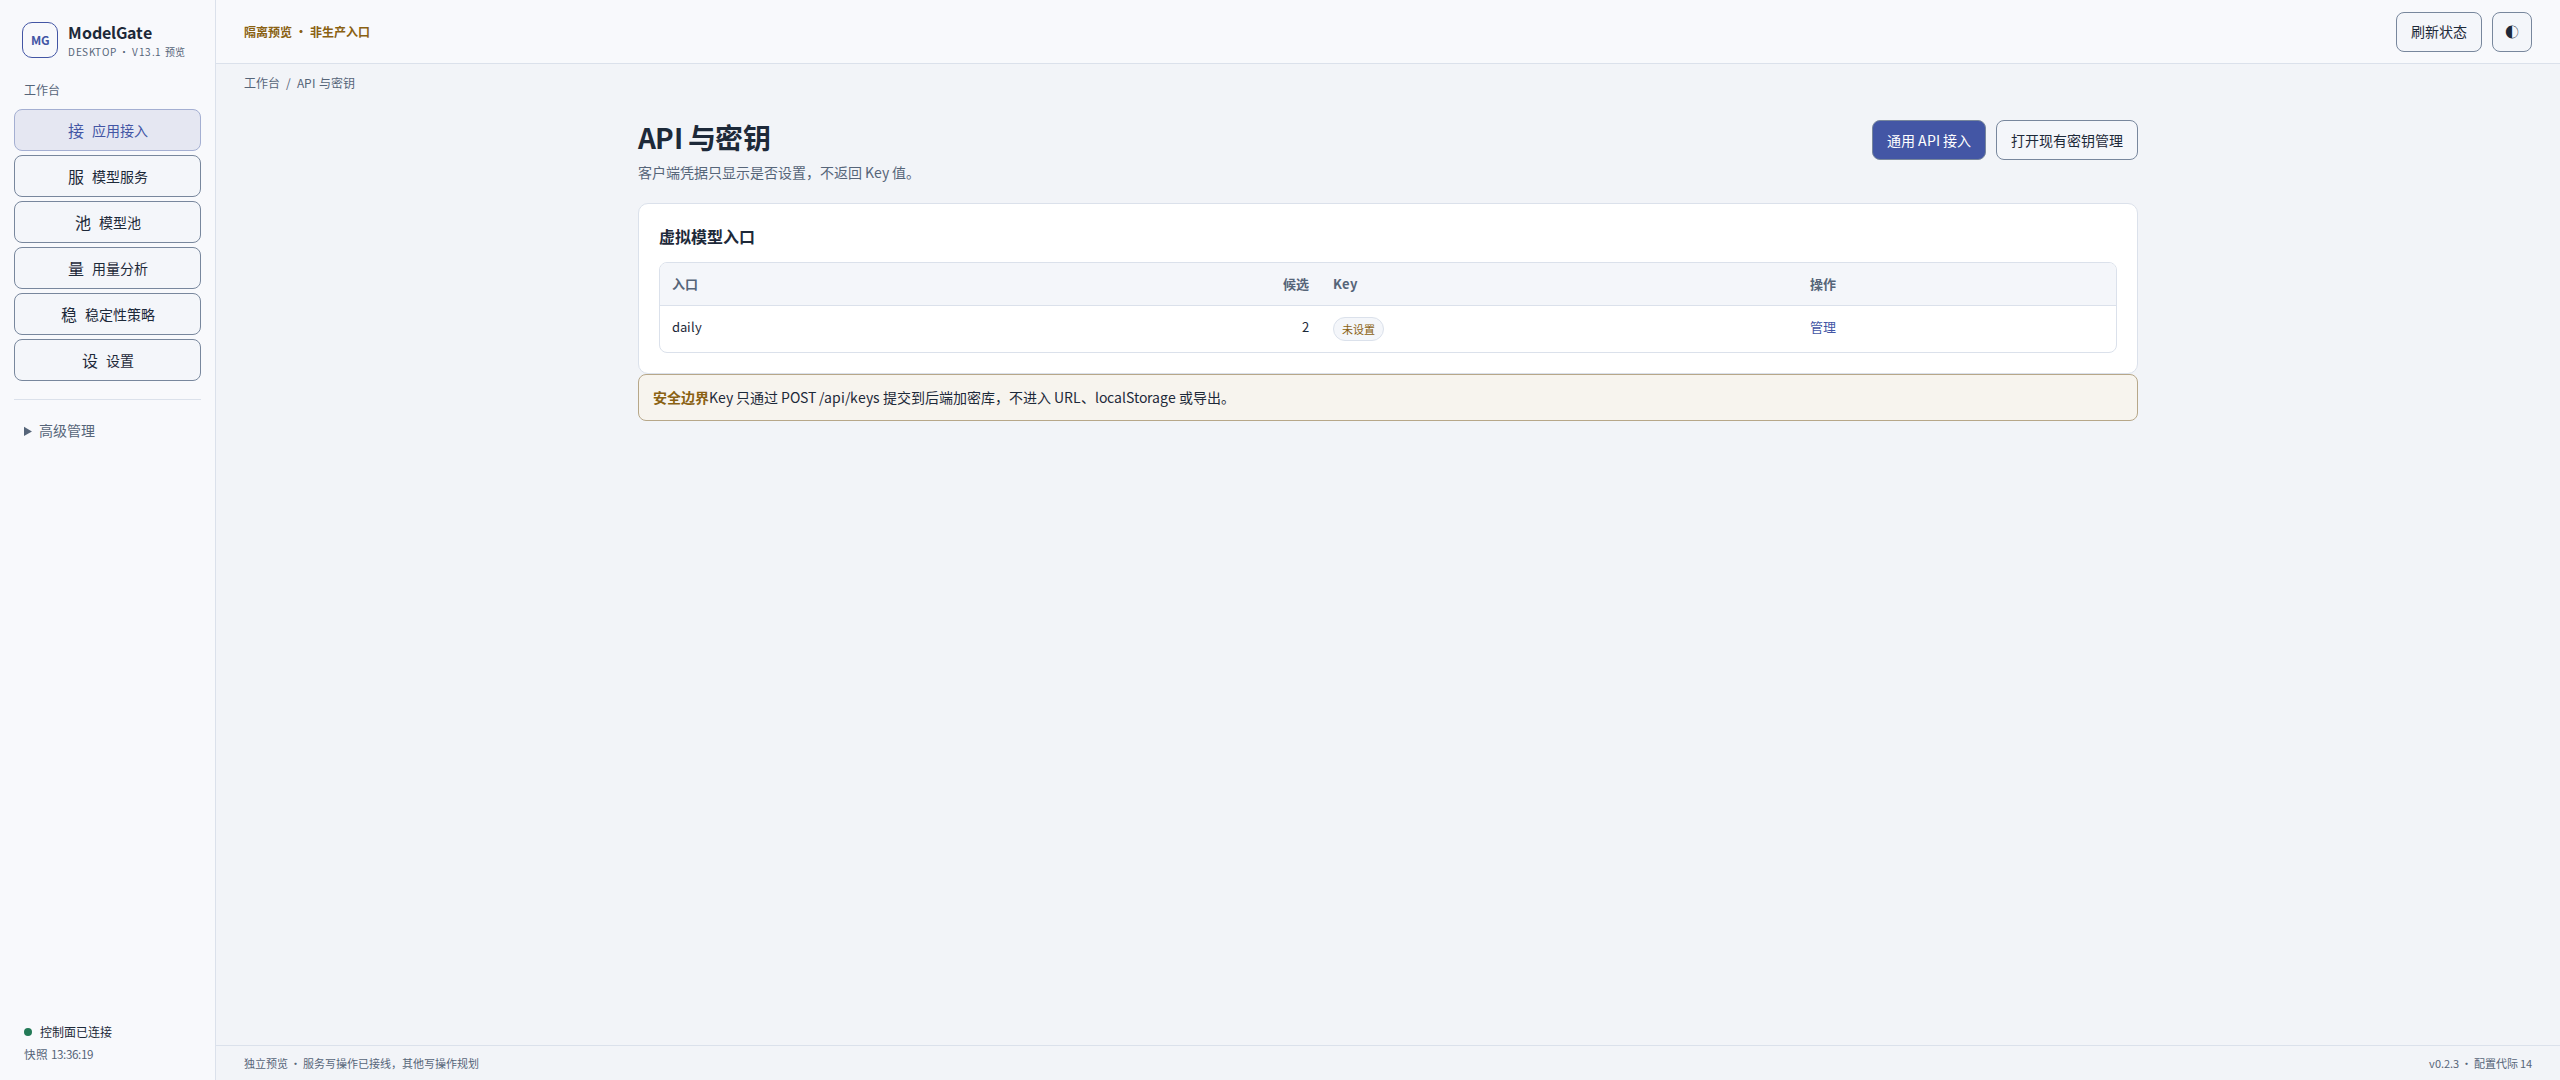 MG ModelGate
DESKTOP · V13.1 预览
工作台
接 应用接入
服 模型服务
池 模型池
量 用量分析
稳 稳定性策略
设 设置
▶ 高级管理
控制面已连接
快照 13:36:19
隔离预览 · 非生产入口
刷新状态
工作台 / API 与密钥
API 与密钥
客户端凭据只显示是否设置，不返回 Key 值。
通用 API 接入
打开现有密钥管理
虚拟模型入口
入口 候选 Key 操作
daily 2 未设置 管理
安全边界Key 只通过 POST /api/keys 提交到后端加密库，不进入 URL、localStorage 或导出。
独立预览 · 服务写操作已接线，其他写操作规划
v0.2.3 · 配置代际 14